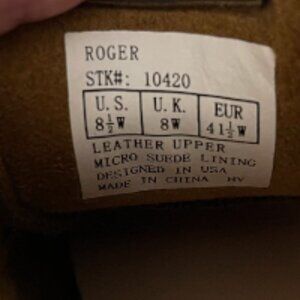 ROGER
STK#: 10420
U.S. U.K. EUR
8½W 8W 41½W
LEATHER UPPER
MICRO SUEDE LINING
DESIGNED IN USA
MADE IN CHINA HV